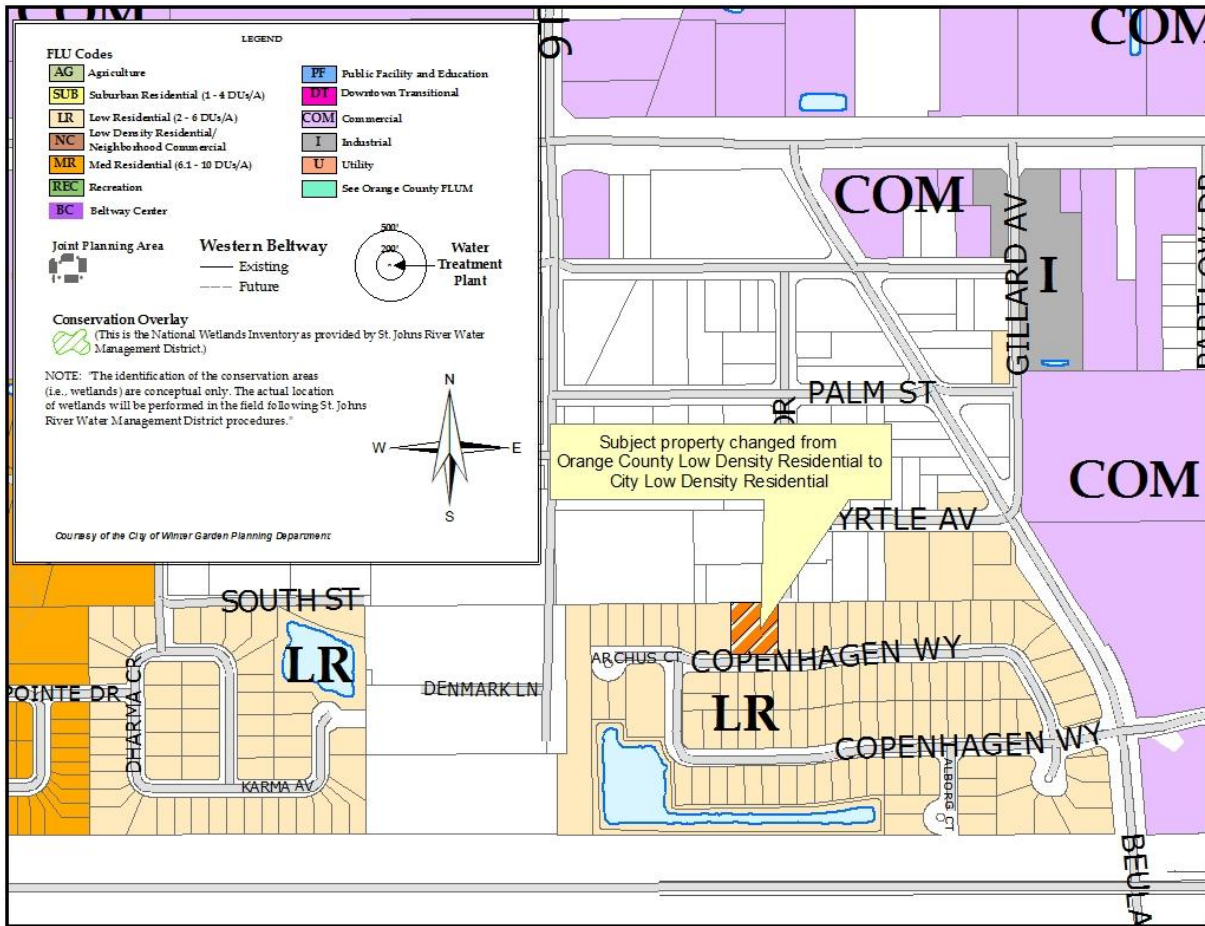 COM
LEGEND
FLU Codes
AG Agriculture
SUB Suburban Residential (1 - 4 DUs/A)
LR Low Residential (2 - 6 DUs/A)
NC Low Density Residential/
Neighborhood Commercial
MR Med Residential (6.1 - 10 DUs/A)
REC Recreation
BC Beltway Center
PF Public Facility and Education
DT Downtown Transitional
COM Commercial
I Industrial
U Utility
See Orange County FLUM
Joint Planning Area
Western Beltway
Existing
Future
500'
200'
Water
Treatment
Plant
Conservation Overlay
(This is the National Wetlands Inventory as provided by St. Johns River Water
Management District.)
NOTE: "The identification of the conservation areas
(i.e., wetlands) are conceptual only. The actual location
of wetlands will be performed in the field following St. Johns
River Water Management District procedures."
N
W
E
S
Courtesy of the City of Winter Garden Planning Department
COM
COM
GILLARD AV
I
PALM ST
DR
Subject property changed from
Orange County Low Density Residential to
City Low Density Residential
COM
YRTLE AV
SOUTH ST
LR
ARCHUS CT
COPENHAGEN WY
POINTE DR
DHARMA CR
DENMARK LN
LR
COPENHAGEN WY
KARMA AV
ALBORG CT
BEULA